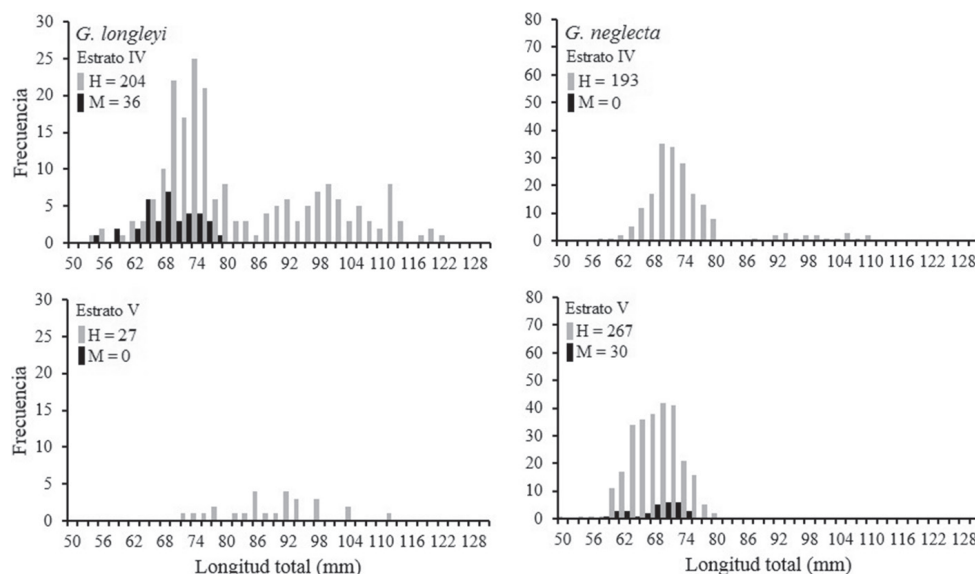 G. longleyi
Estrato IV
H = 204
M = 36
Frecuencia
30
25
20
15
10
5
0
50 56 62 68 74 80 86 92 98 104 110 116 122 128
G. neglecta
Estrato IV
H = 193
M = 0
80
70
60
50
40
30
20
10
0
50 56 62 68 74 80 86 92 98 104 110 116 122 128
Estrato V
H = 27
M = 0
Frecuencia
30
25
20
15
10
5
0
50 56 62 68 74 80 86 92 98 104 110 116 122 128
Longitud total (mm)
Estrato V
H = 267
M = 30
80
70
60
50
40
30
20
10
0
50 56 62 68 74 80 86 92 98 104 110 116 122 128
Longitud total (mm)